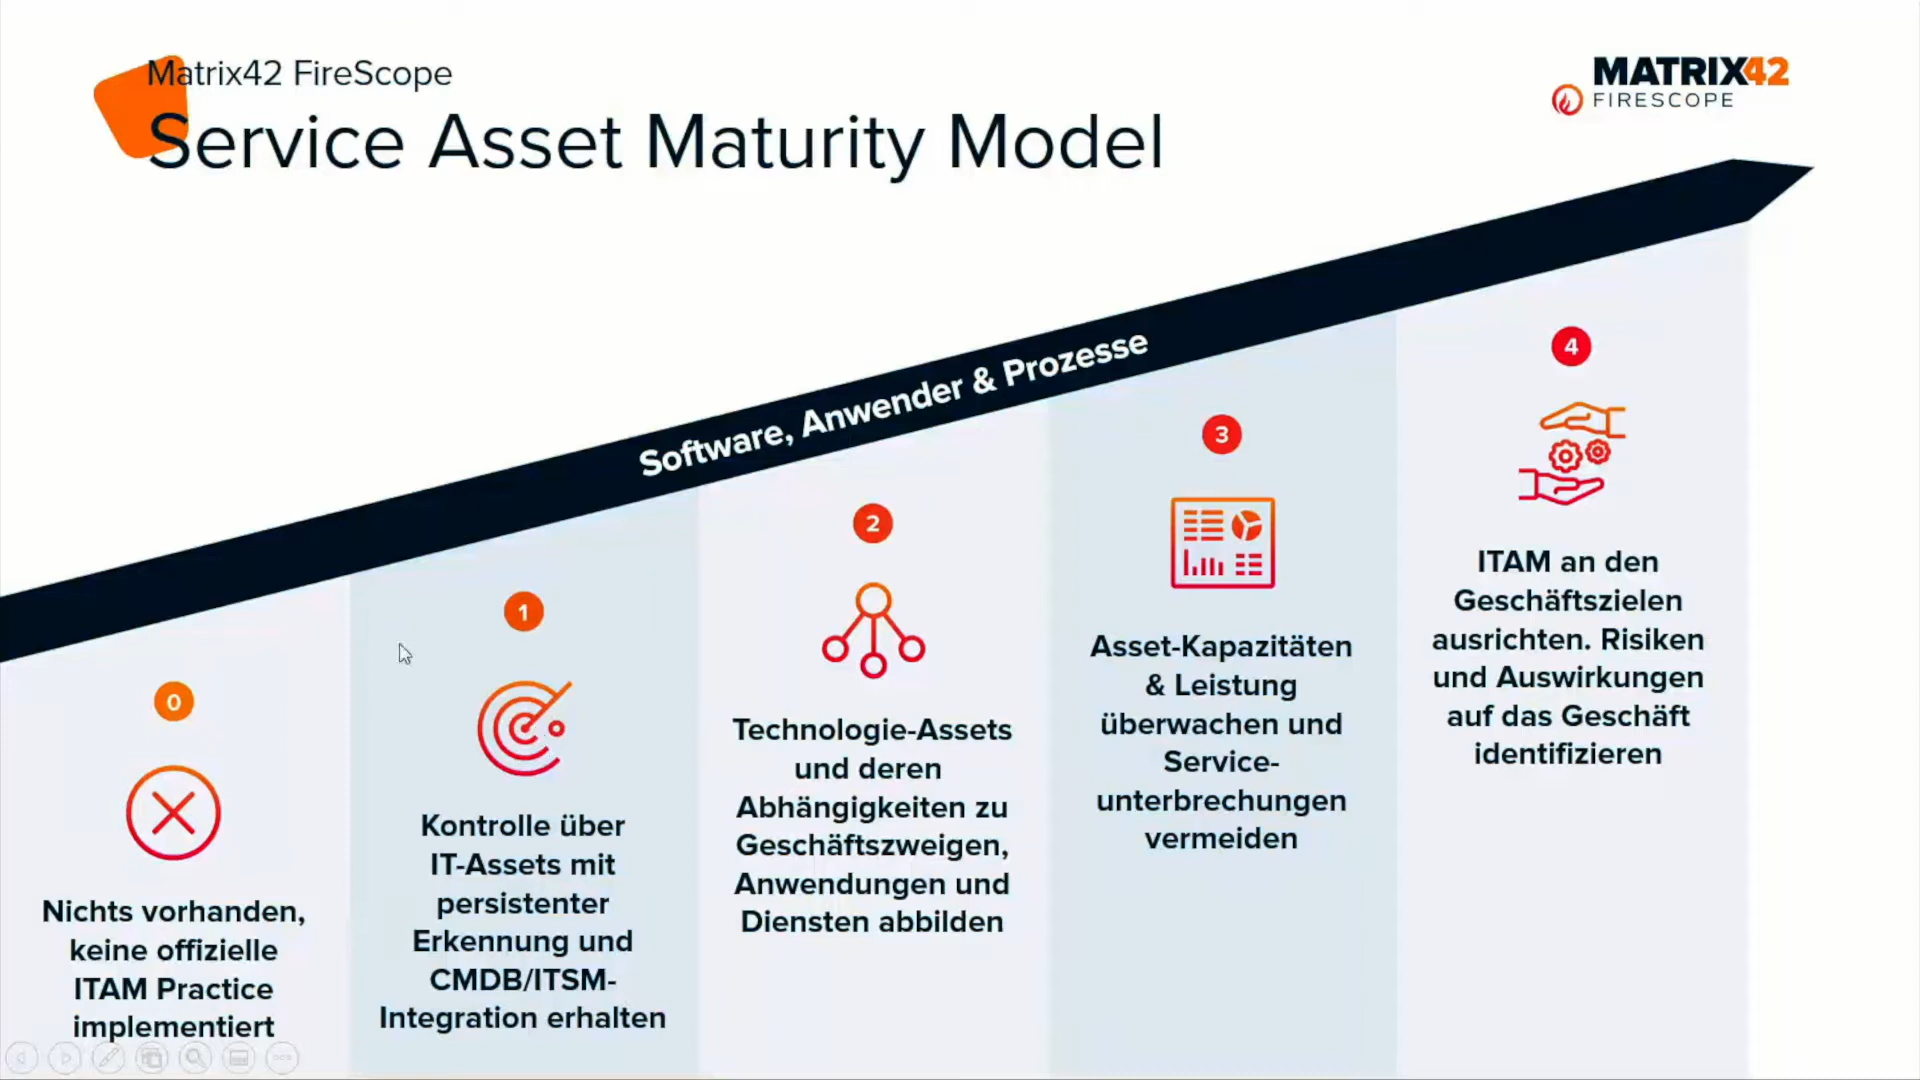 Matrix42 FireScope
Service Asset Maturity Model
MATRIX42
FIRESCOPE
Software, Anwender & Prozesse
0
Nichts vorhanden,
keine offizielle
ITAM Practice
implementiert
1
Kontrolle über
IT-Assets mit
persistenter
Erkennung und
CMDB/ITSM-
Integration erhalten
2
Technologie-Assets
und deren
Abhängigkeiten zu
Geschäftszweigen,
Anwendungen und
Diensten abbilden
3
Asset-Kapazitäten
& Leistung
überwachen und
Service-
unterbrechungen
vermeiden
4
ITAM an den
Geschäftszielen
ausrichten. Risiken
und Auswirkungen
auf das Geschäft
identifizieren